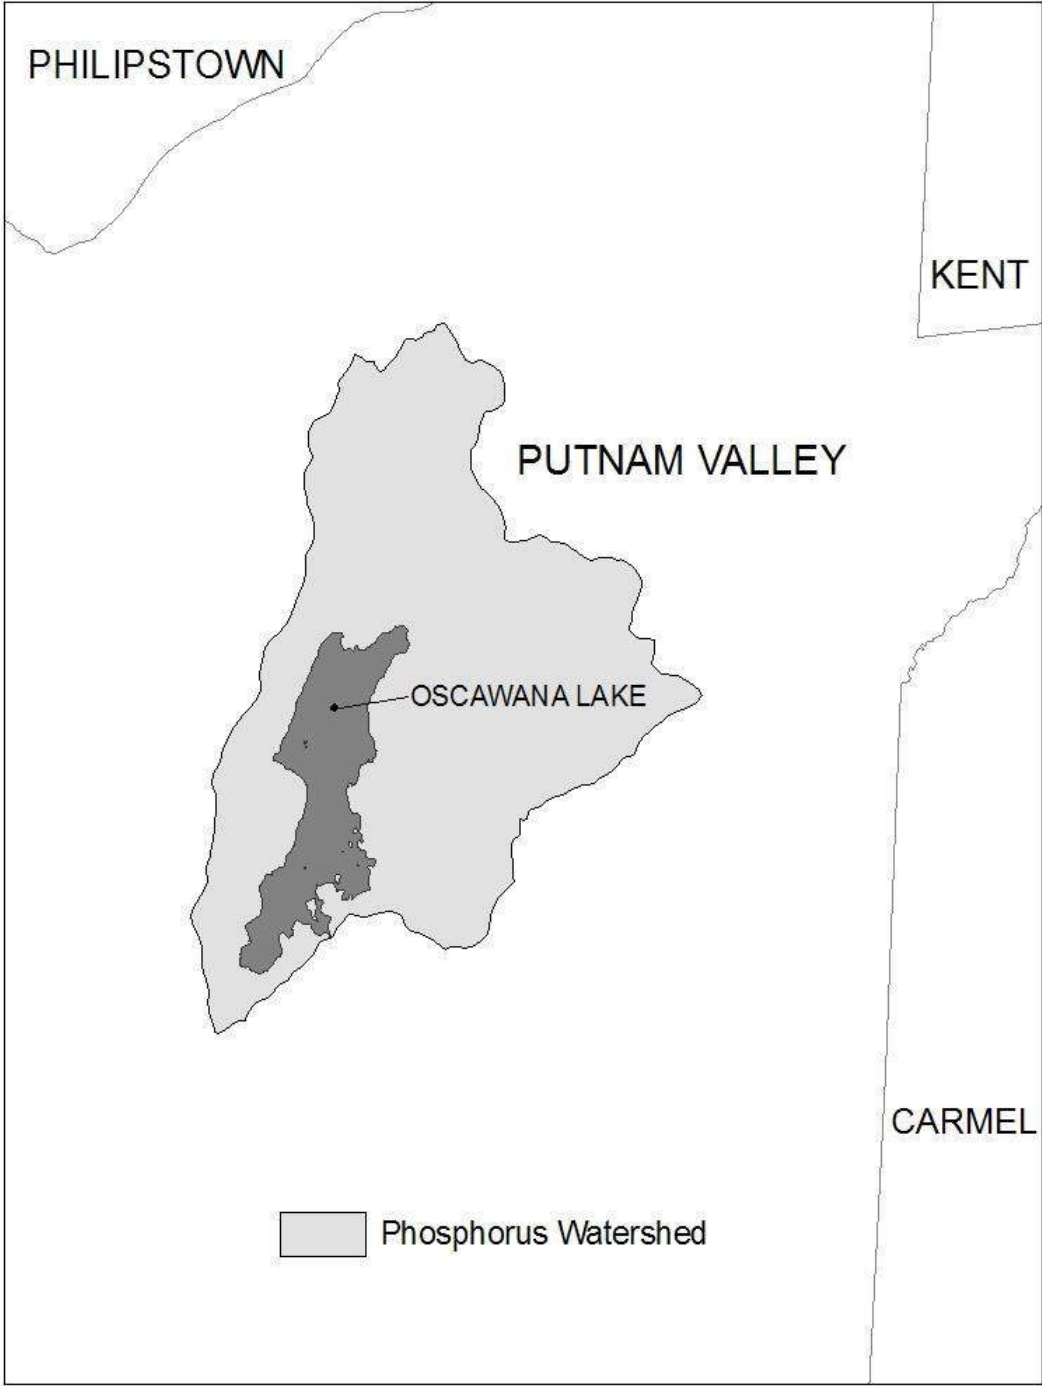 PHILIPSTOWN
KENT
PUTNAM VALLEY
OSCAWANA LAKE
CARMEL
Phosphorus Watershed